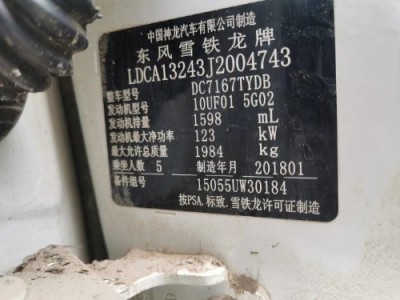 中国神龙汽车有限公司制造
东风雪铁龙牌
LDCA13243J2004743
整车型号 DC7167TYDB
发动机型号 10UF01 5G02
发动机排量 1598 mL
发动机最大净功率 123 kW
最大允许总质量 1984 kg
乘坐人数 5 制造年月 201801
备件组号 15055UW30184
按PSA.标致.雪铁龙许可证制造